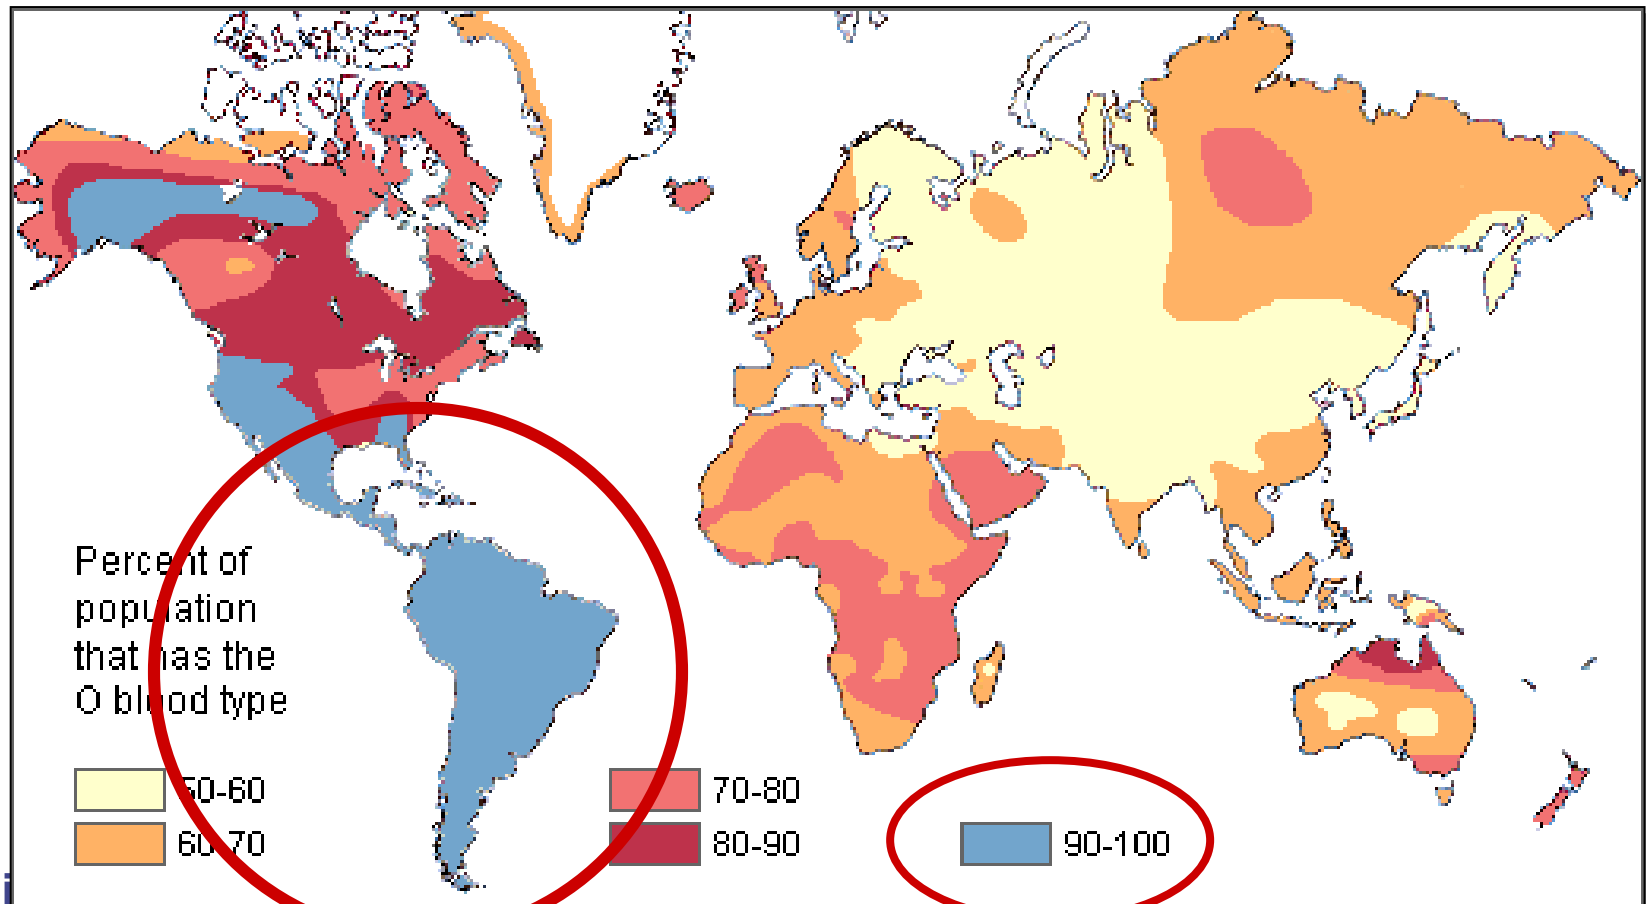 Percent of
population
that has the
O blood type
50-60
60-70
70-80
80-90
90-100